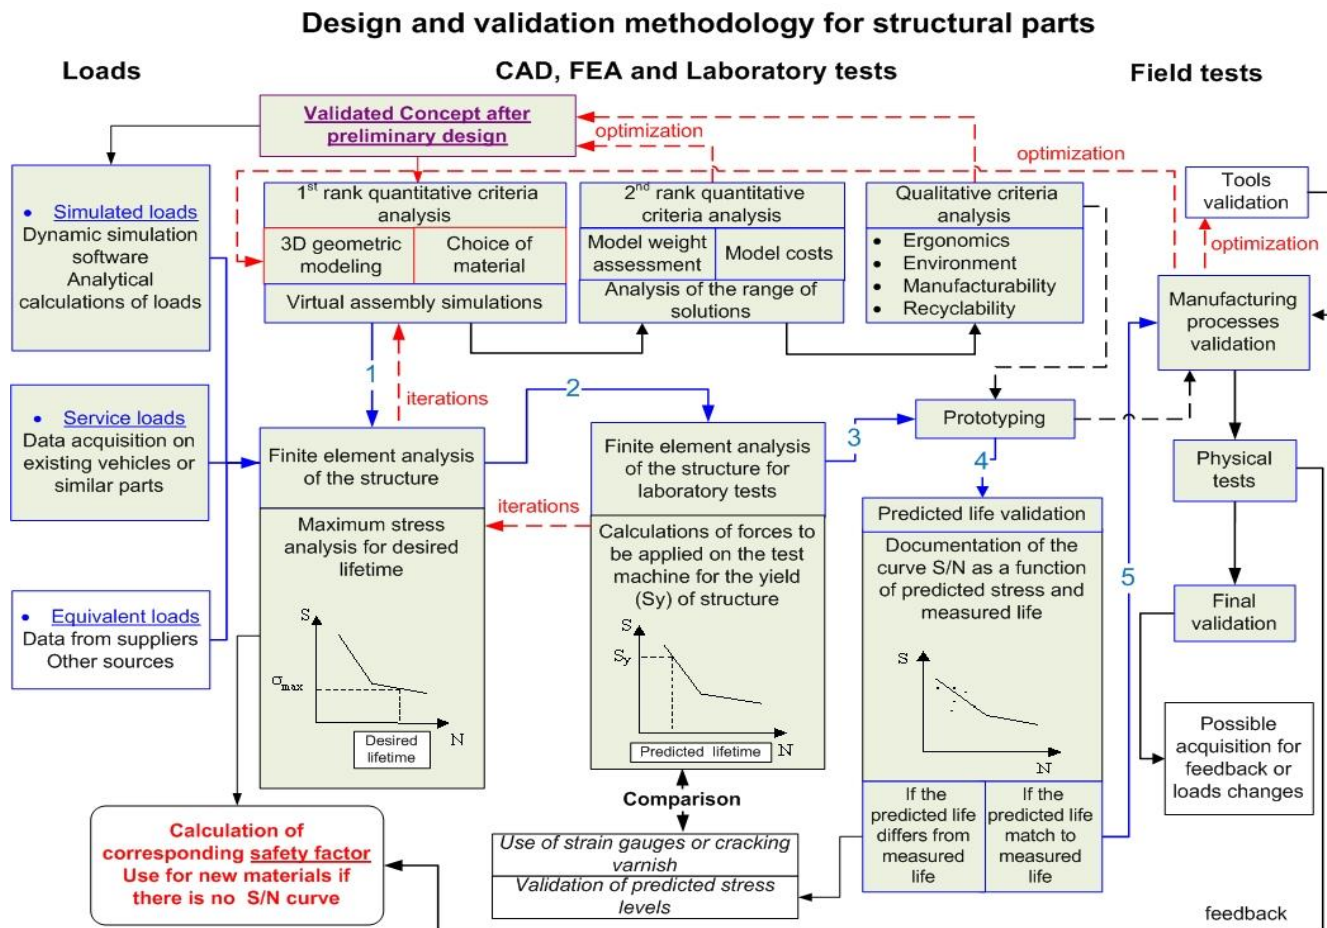 Design and validation methodology for structural parts
Loads
CAD, FEA and Laboratory tests
Field tests
Validated Concept after
preliminary design
optimization
optimization
• Simulated loads
Dynamic simulation
software
Analytical
calculations of loads
1st rank quantitative criteria
analysis
3D geometric
modeling
Choice of
material
Virtual assembly simulations
2nd rank quantitative
criteria analysis
Model weight
assessment
Model costs
Analysis of the range of
solutions
Qualitative criteria
analysis
• Ergonomics
• Environment
• Manufacturability
• Recyclability
Tools
validation
optimization
Manufacturing
processes
validation
1
iterations
2
3
4
5
• Service loads
Data acquisition on
existing vehicles or
similar parts
Finite element analysis
of the structure
iterations
Finite element analysis
of the structure for
laboratory tests
Prototyping
Physical
tests
Maximum stress
analysis for desired
lifetime
S
σmax
N
Desired
lifetime
Calculations of forces to
be applied on the test
machine for the yield
(Sy) of structure
S
Sy
N
Predicted lifetime
Predicted life validation
Documentation of the
curve S/N as a function
of predicted stress and
measured life
S
N
If the
predicted life
differs from
measured
life
If the
predicted life
match to
measured
life
Final
validation
• Equivalent loads
Data from suppliers
Other sources
Possible
acquisition for
feedback or
loads changes
Comparison
Use of strain gauges or cracking
varnish
Validation of predicted stress
levels
Calculation of
corresponding safety factor
Use for new materials if
there is no S/N curve
feedback